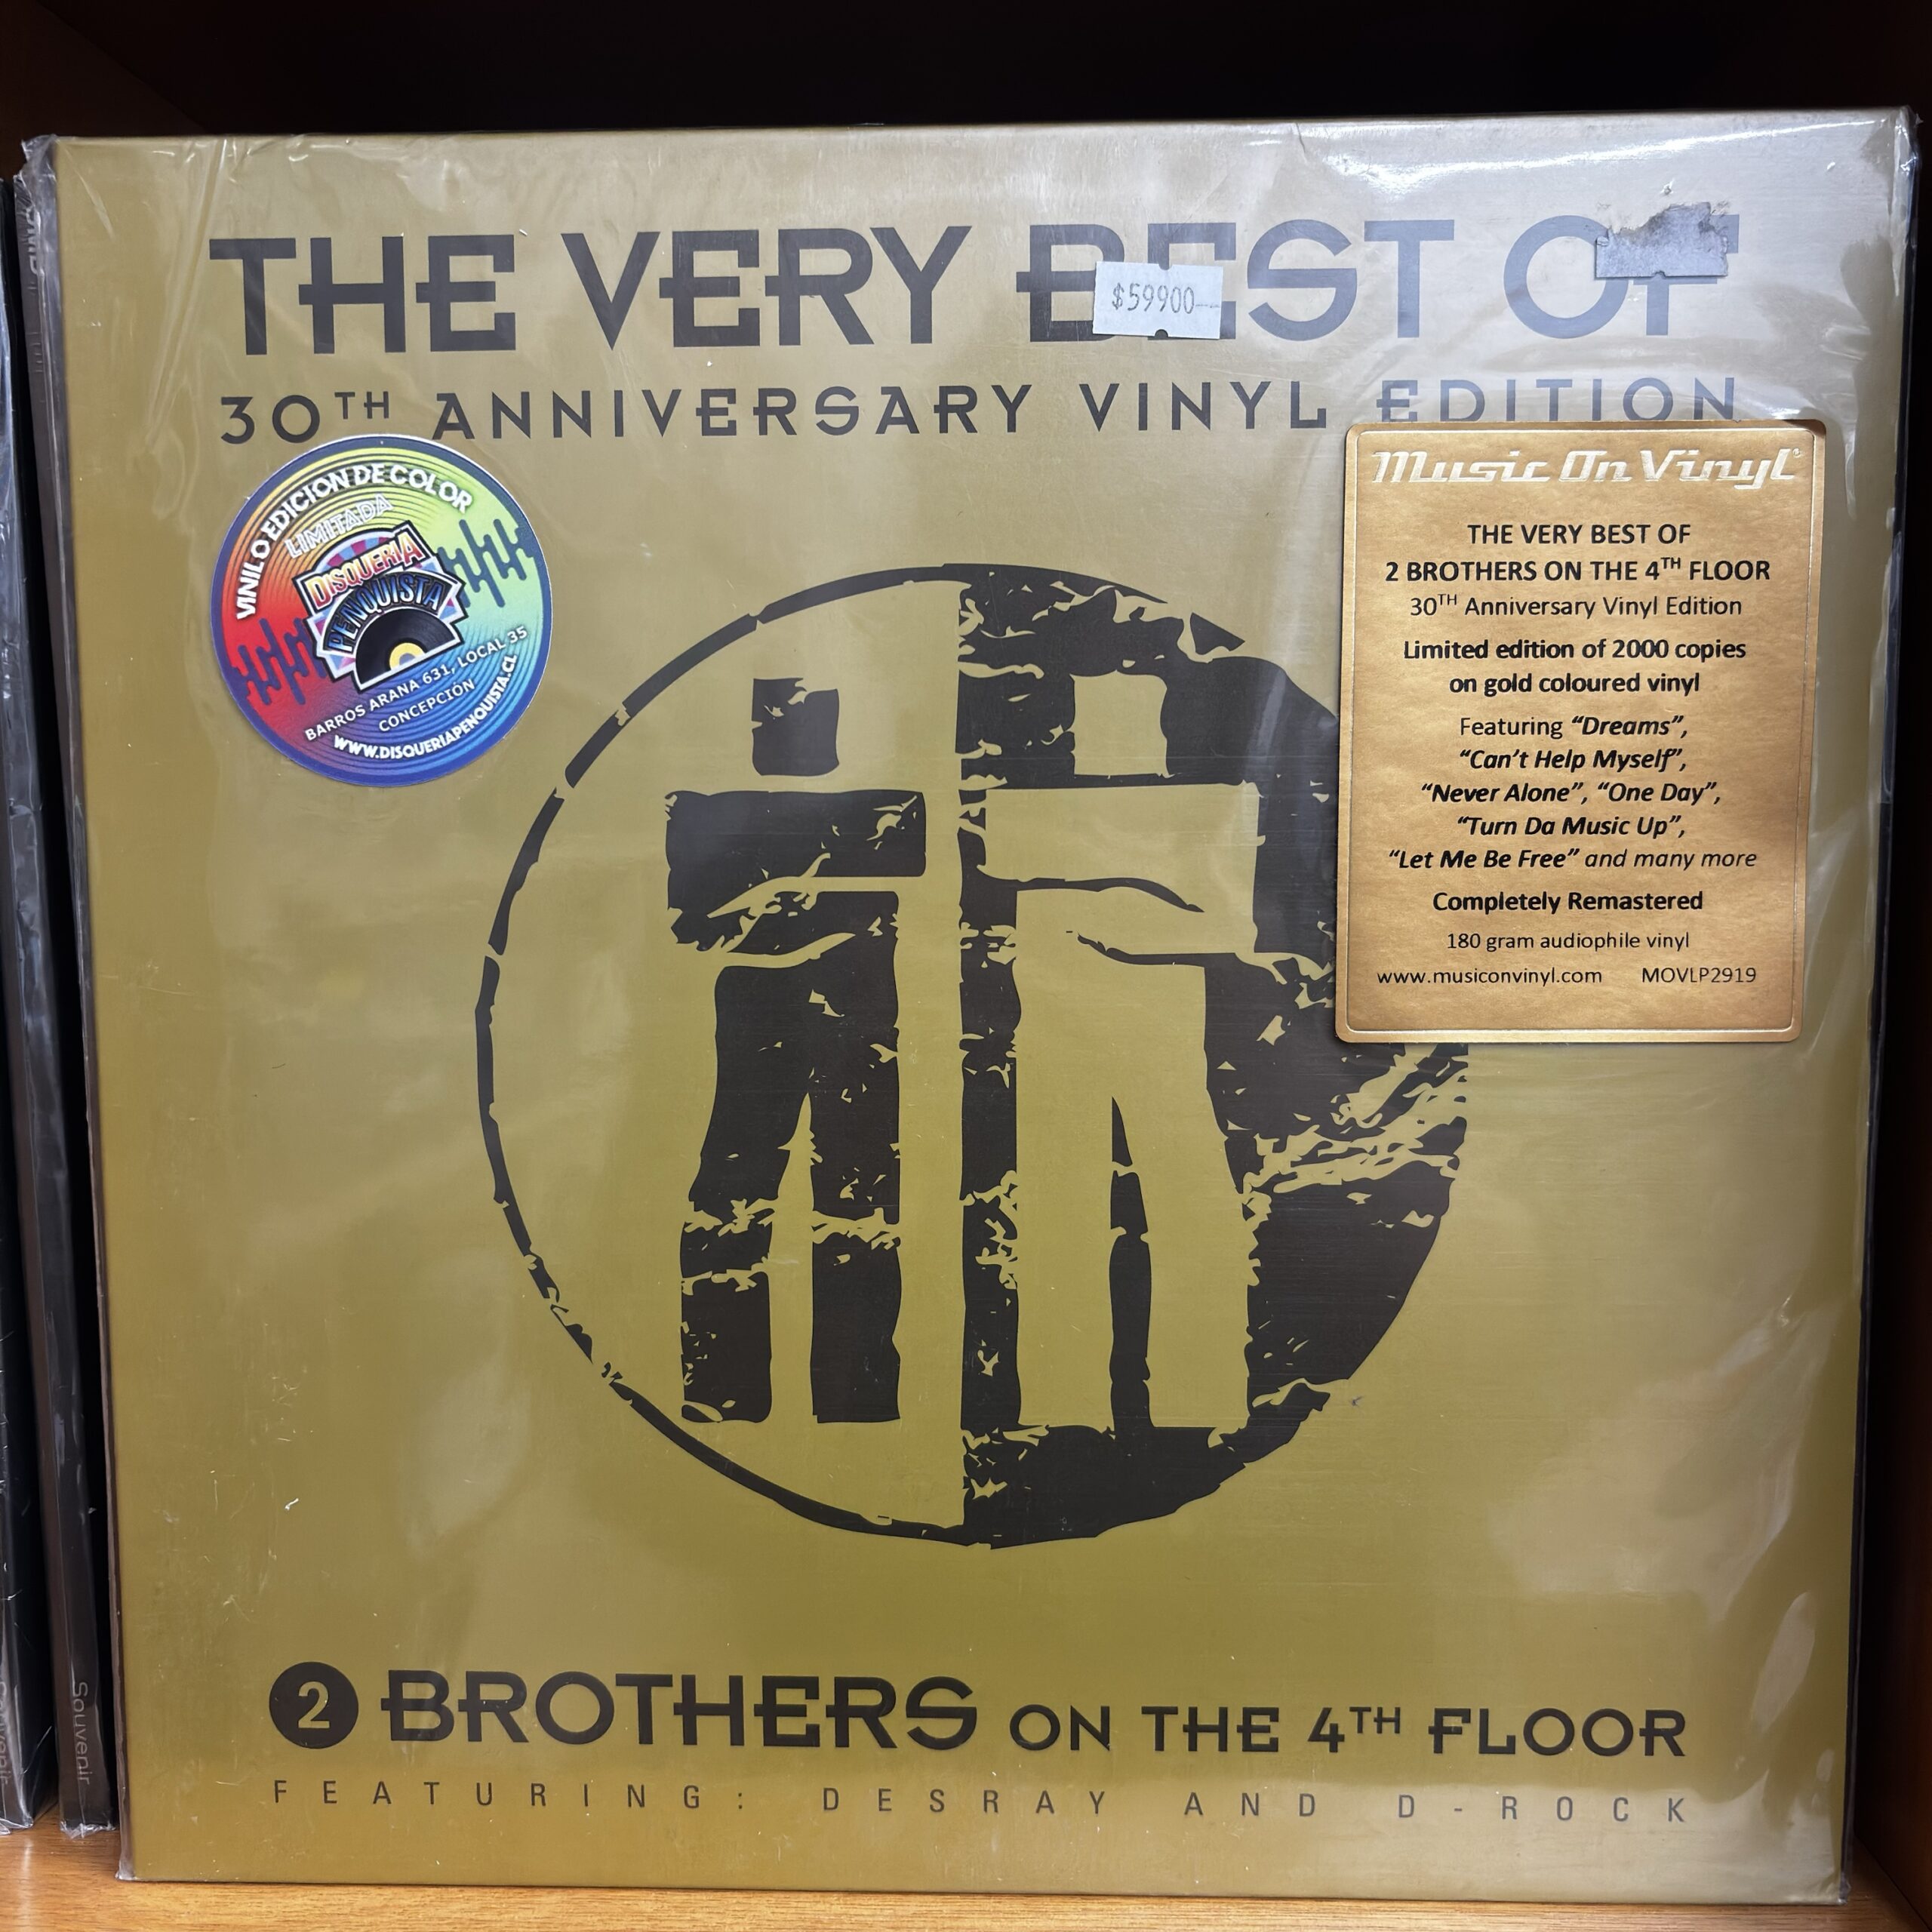 THE VERY BEST OF
$59900
30TH ANNIVERSARY VINYL EDITION
VINILO EDICION DE COLOR
LIMITADA
DISQUERIA
PENQUISTA
BARROS ARANA 631, LOCAL 35
CONCEPCIÓN
WWW.DISQUERIAPENQUISTA.CL
Music On Vinyl
THE VERY BEST OF
2 BROTHERS ON THE 4TH FLOOR
30TH Anniversary Vinyl Edition
Limited edition of 2000 copies
on gold coloured vinyl
Featuring “Dreams”,
“Can’t Help Myself”,
“Never Alone”, “One Day”,
“Turn Da Music Up”,
“Let Me Be Free” and many more
Completely Remastered
180 gram audiophile vinyl
www.musiconvinyl.com MOVLP2919
2 BROTHERS ON THE 4TH FLOOR
FEATURING: DESRAY AND D-ROCK
Souvenir